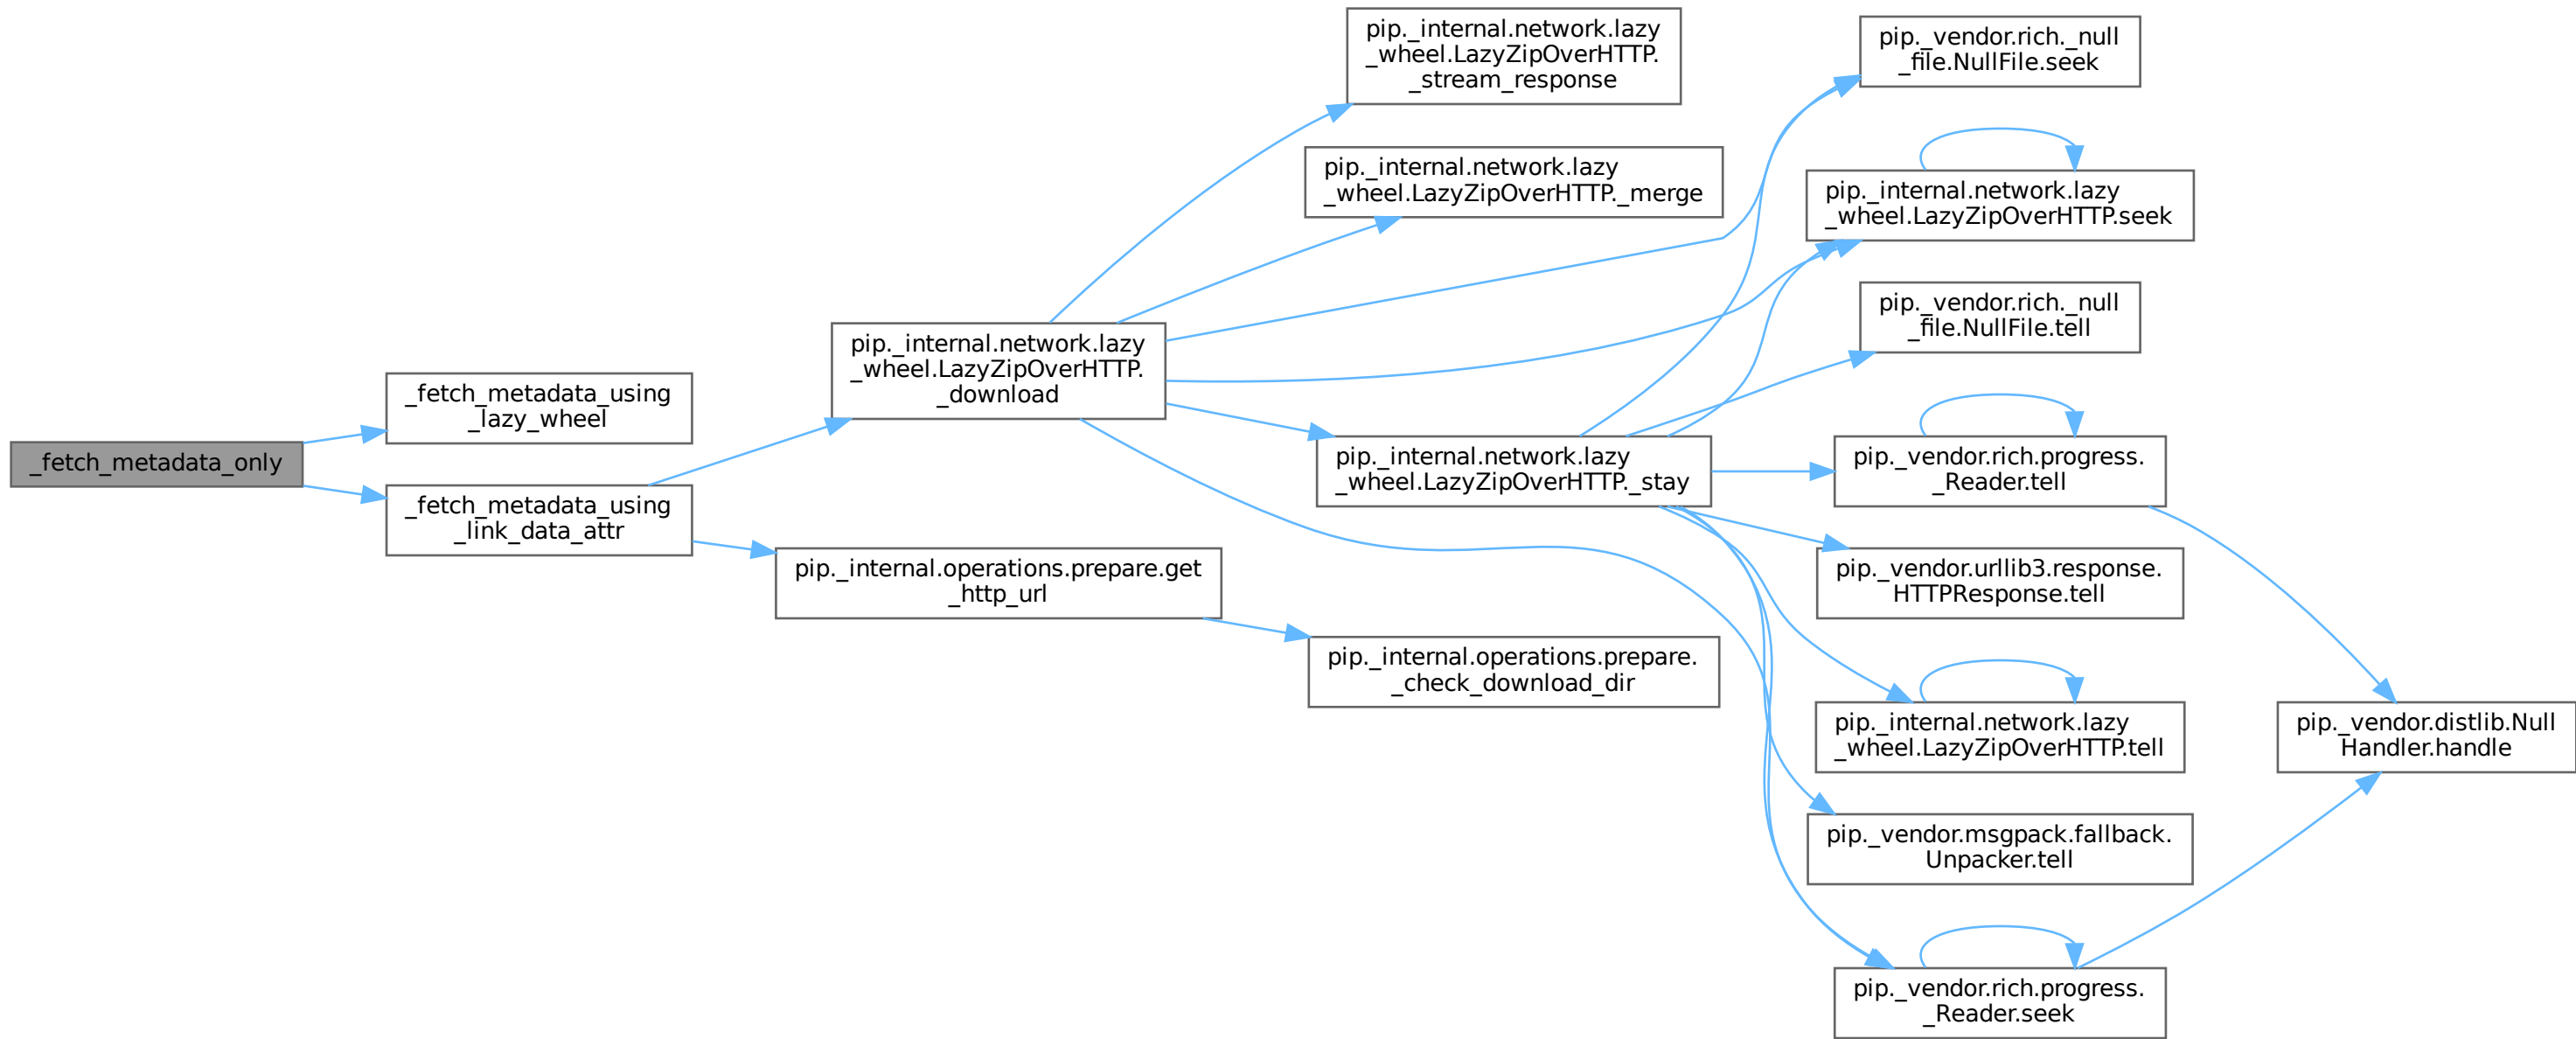 _fetch_metadata_only
_fetch_metadata_using
_lazy_wheel
_fetch_metadata_using
_link_data_attr
pip._internal.network.lazy
_wheel.LazyZipOverHTTP.
_download
pip._internal.operations.prepare.get
_http_url
pip._internal.network.lazy
_wheel.LazyZipOverHTTP.
_stream_response
pip._internal.network.lazy
_wheel.LazyZipOverHTTP._merge
pip._internal.network.lazy
_wheel.LazyZipOverHTTP._stay
pip._internal.operations.prepare.
_check_download_dir
pip._vendor.rich._null
_file.NullFile.seek
pip._internal.network.lazy
_wheel.LazyZipOverHTTP.seek
pip._vendor.rich._null
_file.NullFile.tell
pip._vendor.rich.progress.
_Reader.tell
pip._vendor.urllib3.response.
HTTPResponse.tell
pip._internal.network.lazy
_wheel.LazyZipOverHTTP.tell
pip._vendor.msgpack.fallback.
Unpacker.tell
pip._vendor.rich.progress.
_Reader.seek
pip._vendor.distlib.Null
Handler.handle